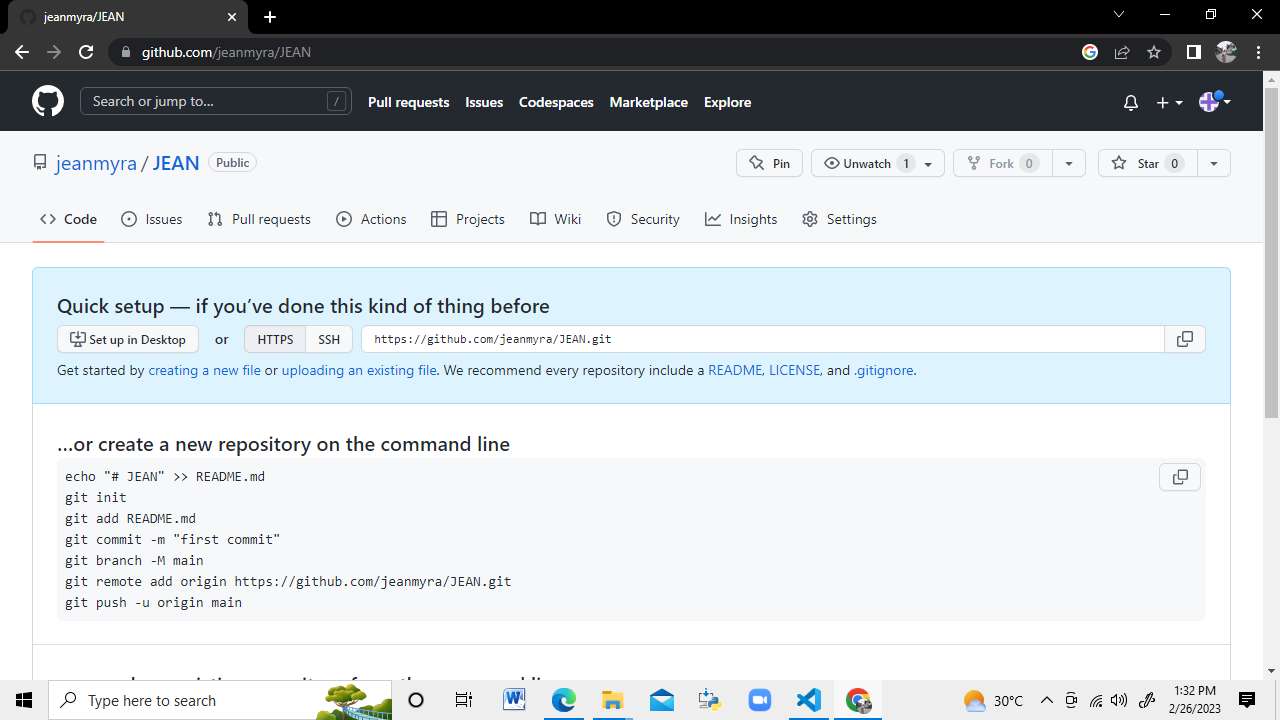 jeanmyra/JEAN
github.com/jeanmyra/JEAN
Search or jump to... /
Pull requests Issues Codespaces Marketplace Explore
jeanmyra / JEAN Public
Pin Unwatch 1 Fork 0 Star 0
Code Issues Pull requests Actions Projects Wiki Security Insights Settings
Quick setup — if you’ve done this kind of thing before
Set up in Desktop or HTTPS SSH https://github.com/jeanmyra/JEAN.git
Get started by creating a new file or uploading an existing file. We recommend every repository include a README, LICENSE, and .gitignore.
…or create a new repository on the command line
echo "# JEAN" >> README.md
git init
git add README.md
git commit -m "first commit"
git branch -M main
git remote add origin https://github.com/jeanmyra/JEAN.git
git push -u origin main
Type here to search
30°C
1:32 PM
2/26/2023